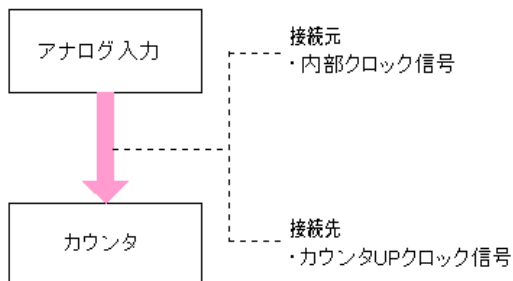 アナログ入力
接続元
・内部クロック信号
カウンタ
接続先
・カウンタUPクロック信号